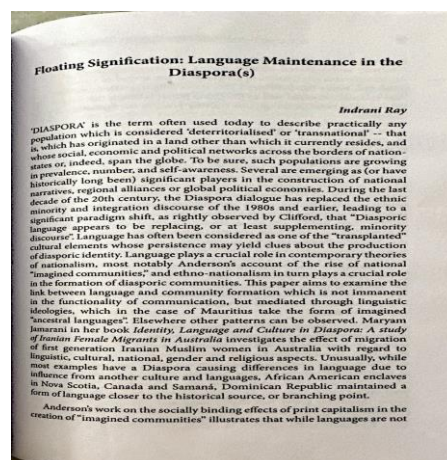 Floating Signification: Language Maintenance in the
Diaspora(s)
Indrani Ray
'DIASPORA' is the term often used today to describe practically any
population which is considered 'deterritorialised' or 'transnational' -- that
is, which has originated in a land other than which it currently resides, and
whose social, economic and political networks across the borders of nation-
states or, indeed, span the globe. To be sure, such populations are growing
in prevalence, number, and self-awareness. Several are emerging as (or have
historically long been) significant players in the construction of national
narratives, regional alliances or global political economies. During the last
decade of the 20th century, the Diaspora dialogue has replaced the ethnic
minority and integration discourse of the 1980s and earlier, leading to a
significant paradigm shift, as rightly observed by Clifford, that “Diasporic
language appears to be replacing, or at least supplementing, minority
discourse”. Language has often been considered as one of the “transplanted”
cultural elements whose persistence may yield clues about the production
of diasporic identity. Language plays a crucial role in contemporary theories
of nationalism, most notably Anderson's account of the rise of national
“imagined communities,” and ethno-nationalism in turn plays a crucial role
in the formation of diasporic communities. This paper aims to examine the
link between language and community formation which is not immanent
in the functionality of communication, but mediated through linguistic
ideologies, which in the case of Mauritius take the form of imagined
“ancestral languages”. Elsewhere other patterns can be observed. Maryam
Jamarani in her book Identity, Language and Culture in Diaspora: A study
of Iranian Female Migrants in Australia investigates the effect of migration
of first generation Iranian Muslim women in Australia with regard to
linguistic, cultural, national, gender and religious aspects. Unusually, while
most examples have a Diaspora causing differences in language due to
influence from another culture and languages, African American enclaves
in Nova Scotia, Canada and Samaná, Dominican Republic maintained a
form of language closer to the historical source, or branching point.
Anderson's work on the socially binding effects of print capitalism in the
creation of “imagined communities” illustrates that while languages are not